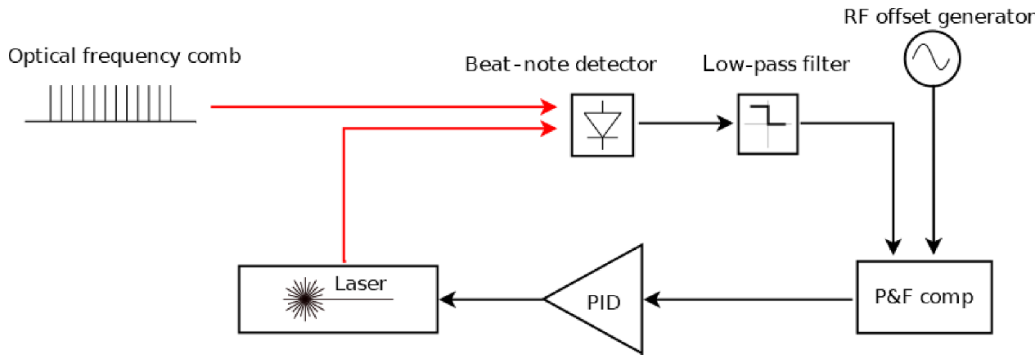 RF offset generator
Optical frequency comb
Beat-note detector
Low-pass filter
Laser
PID
P&F comp